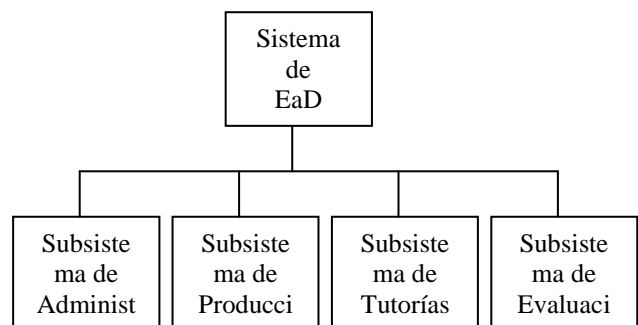 Sistema
de
EaD
Subsiste
ma de
Administ
Subsiste
ma de
Producci
Subsiste
ma de
Tutorías
Subsiste
ma de
Evaluaci